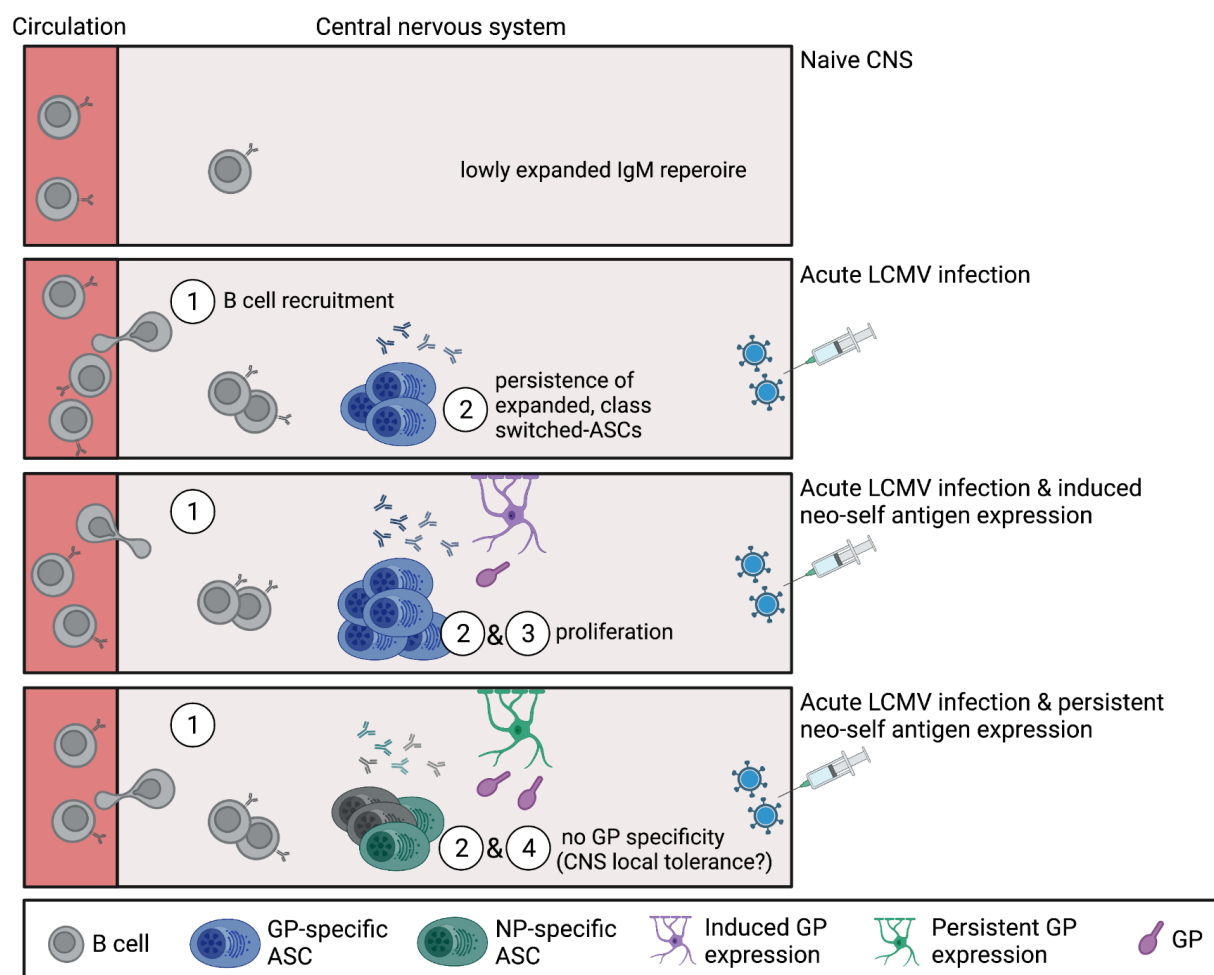 Circulation
Central nervous system
Naive CNS
lowly expanded IgM reperoire
Acute LCMV infection
1
B cell recruitment
2
persistence of
expanded, class
switched-ASCs
Acute LCMV infection & induced
neo-self antigen expression
1
2 & 3 proliferation
Acute LCMV infection & persistent
neo-self antigen expression
1
2 & 4
no GP specificity
(CNS local tolerance?)
B cell
GP-specific
ASC
NP-specific
ASC
Induced GP
expression
Persistent GP
expression
GP